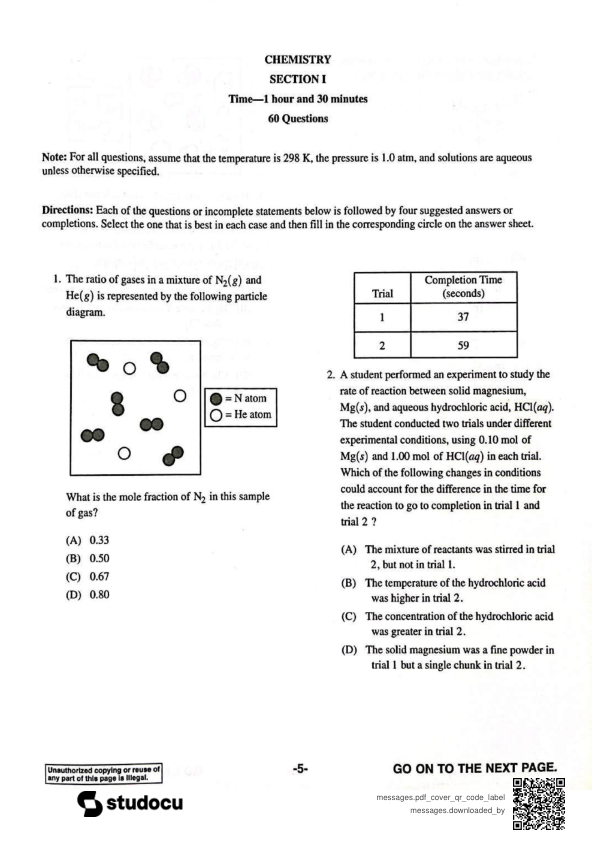 CHEMISTRY
SECTION I
Time—1 hour and 30 minutes
60 Questions
Note: For all questions, assume that the temperature is 298 K, the pressure is 1.0 atm, and solutions are aqueous
unless otherwise specified.
Directions: Each of the questions or incomplete statements below is followed by four suggested answers or
completions. Select the one that is best in each case and then fill in the corresponding circle on the answer sheet.
1. The ratio of gases in a mixture of N₂(g) and
He(g) is represented by the following particle
diagram.
= N atom
= He atom
What is the mole fraction of N₂ in this sample
of gas?
(A) 0.33
(B) 0.50
(C) 0.67
(D) 0.80
Trial Completion Time
(seconds)
1 37
2 59
2. A student performed an experiment to study the
rate of reaction between solid magnesium,
Mg(s), and aqueous hydrochloric acid, HCl(aq).
The student conducted two trials under different
experimental conditions, using 0.10 mol of
Mg(s) and 1.00 mol of HCl(aq) in each trial.
Which of the following changes in conditions
could account for the difference in the time for
the reaction to go to completion in trial 1 and
trial 2 ?
(A) The mixture of reactants was stirred in trial
2, but not in trial 1.
(B) The temperature of the hydrochloric acid
was higher in trial 2.
(C) The concentration of the hydrochloric acid
was greater in trial 2.
(D) The solid magnesium was a fine powder in
trial 1 but a single chunk in trial 2.
Unauthorized copying or reuse of
any part of this page is illegal.
-5-
GO ON TO THE NEXT PAGE.
studocu
messages.pdf_cover_qr_code_label
messages.downloaded_by